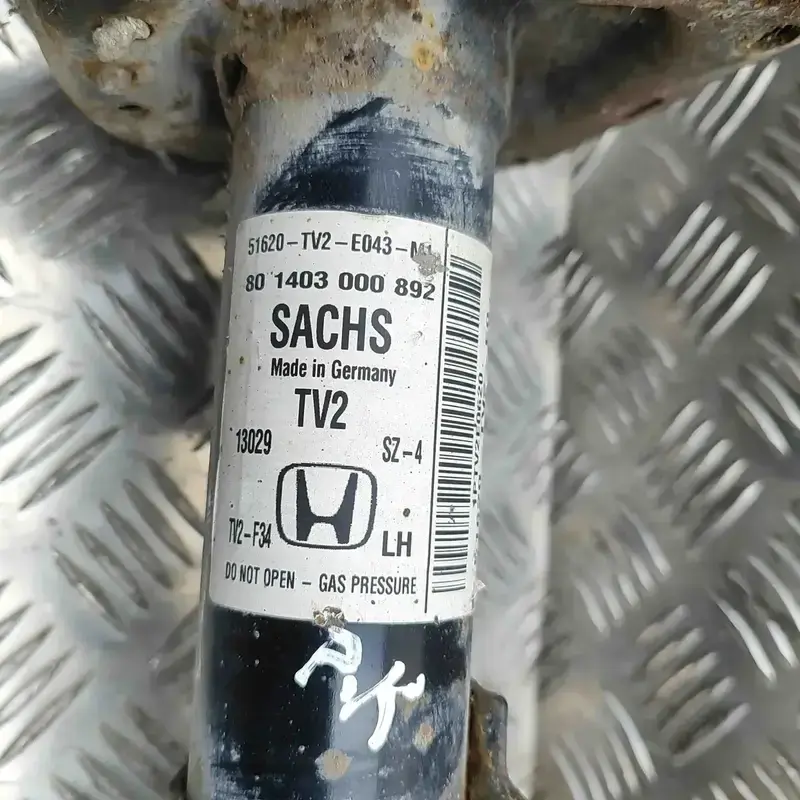 51620-TV2-E043-M1
80 1403 000 892
SACHS
Made in Germany
TV2
13029
SZ-4
TV2-F34
LH
DO NOT OPEN - GAS PRESSURE